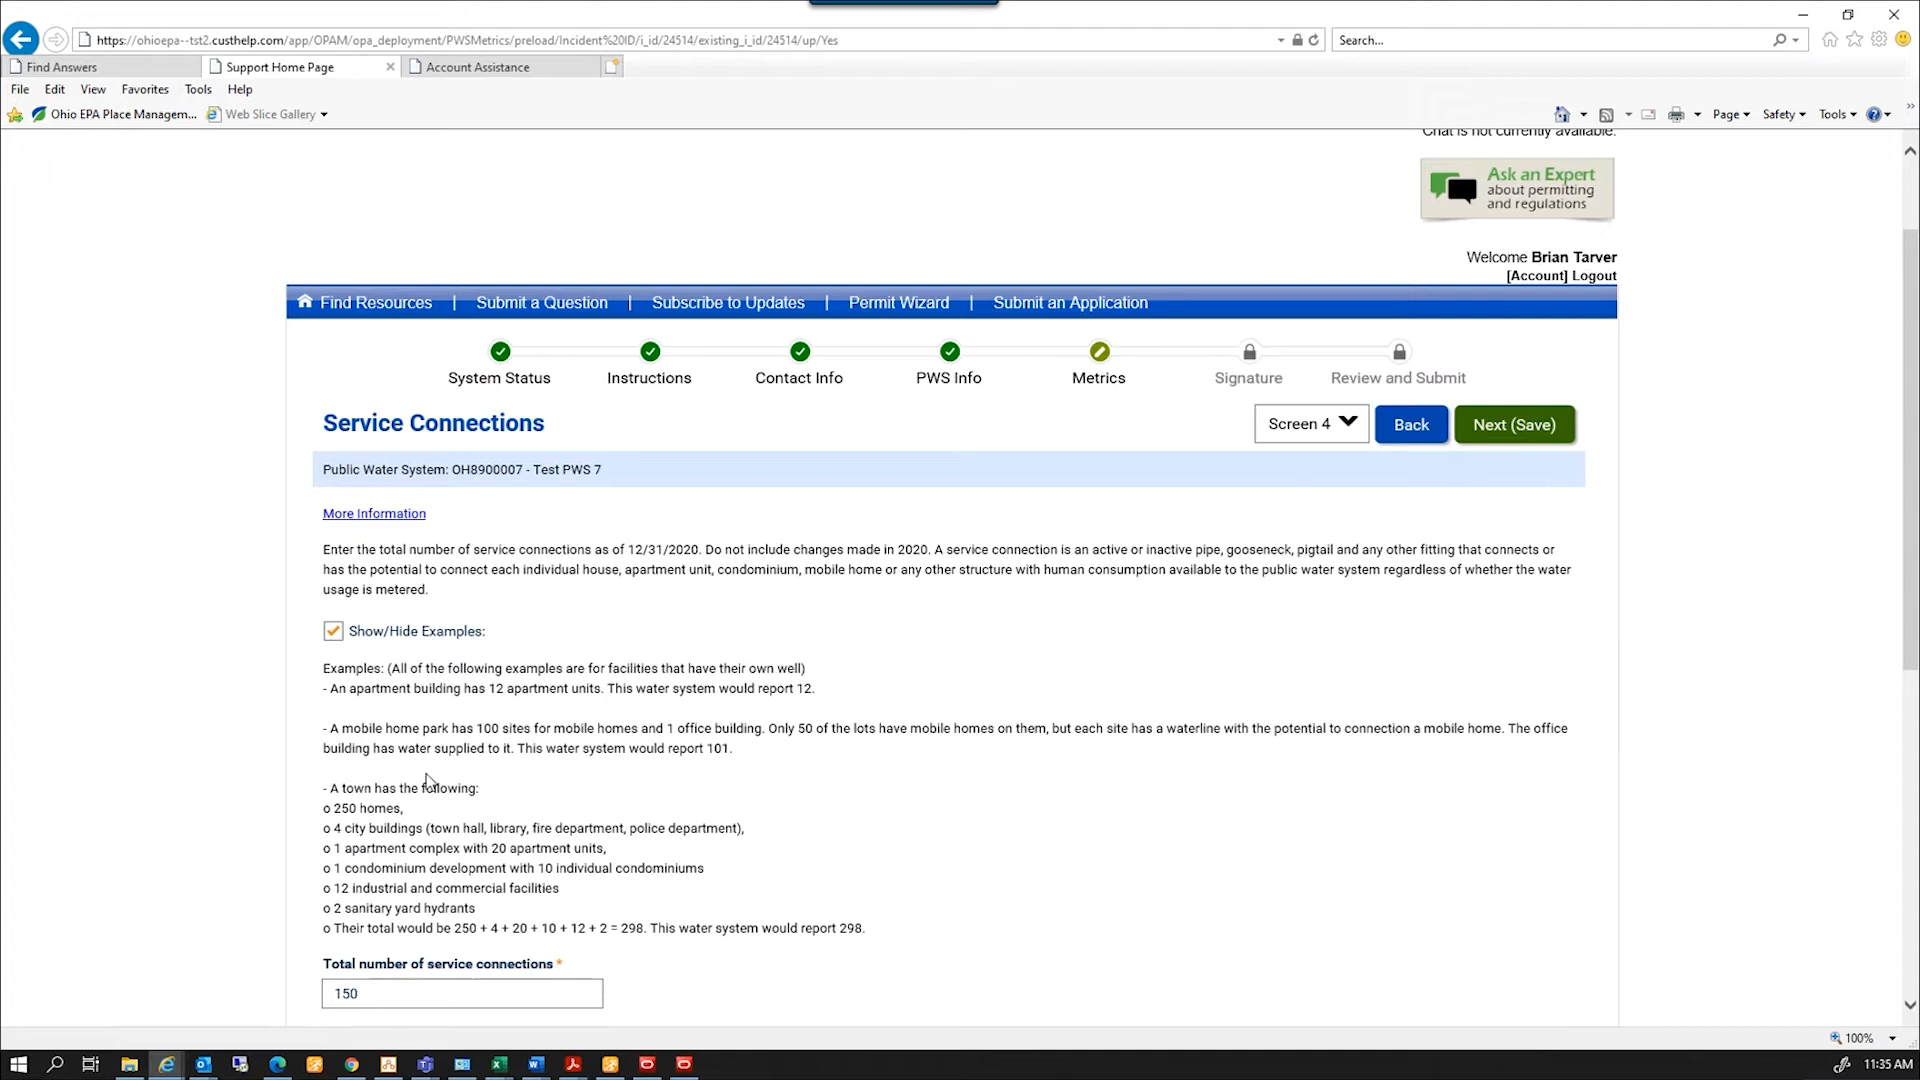 https://ohioepa--tst2.custhelp.com/app/OPAM/opa_deployment/PWSMetrics/preload/Incident%20ID/i_id/24514/existing_i_id/24514/up/Yes
Search...
Find Answers
Support Home Page
Account Assistance
File Edit View Favorites Tools Help
Ohio EPA Place Managem... Web Slice Gallery
Page Safety Tools
Chat is not currently available.
Ask an Expert
about permitting
and regulations
Welcome Brian Tarver
[Account] Logout
Find Resources | Submit a Question | Subscribe to Updates | Permit Wizard | Submit an Application
System Status Instructions Contact Info PWS Info Metrics Signature Review and Submit
Service Connections
Screen 4 Back Next (Save)
Public Water System: OH8900007 - Test PWS 7
More Information
Enter the total number of service connections as of 12/31/2020. Do not include changes made in 2020. A service connection is an active or inactive pipe, gooseneck, pigtail and any other fitting that connects or
has the potential to connect each individual house, apartment unit, condominium, mobile home or any other structure with human consumption available to the public water system regardless of whether the water
usage is metered.
Show/Hide Examples:
Examples: (All of the following examples are for facilities that have their own well)
- An apartment building has 12 apartment units. This water system would report 12.
- A mobile home park has 100 sites for mobile homes and 1 office building. Only 50 of the lots have mobile homes on them, but each site has a waterline with the potential to connection a mobile home. The office
building has water supplied to it. This water system would report 101.
- A town has the following:
o 250 homes,
o 4 city buildings (town hall, library, fire department, police department),
o 1 apartment complex with 20 apartment units,
o 1 condominium development with 10 individual condominiums
o 12 industrial and commercial facilities
o 2 sanitary yard hydrants
o Their total would be 250 + 4 + 20 + 10 + 12 + 2 = 298. This water system would report 298.
Total number of service connections *
150
100%
11:35 AM